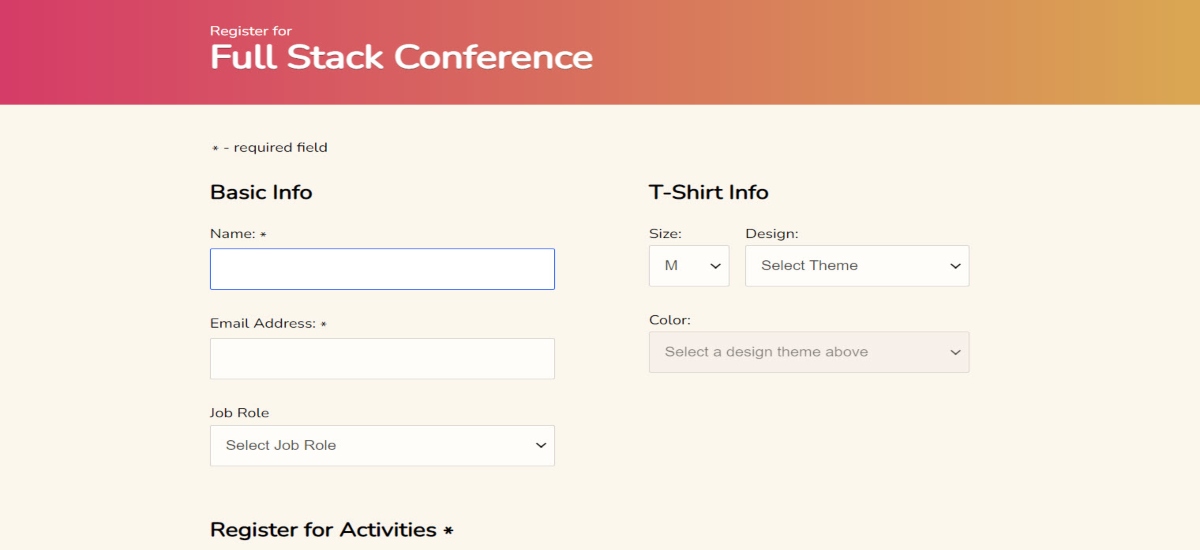 Register for
Full Stack Conference
* - required field
Basic Info
Name: *
Email Address: *
Job Role
Select Job Role
T-Shirt Info
Size:
M
Design:
Select Theme
Color:
Select a design theme above
Register for Activities *